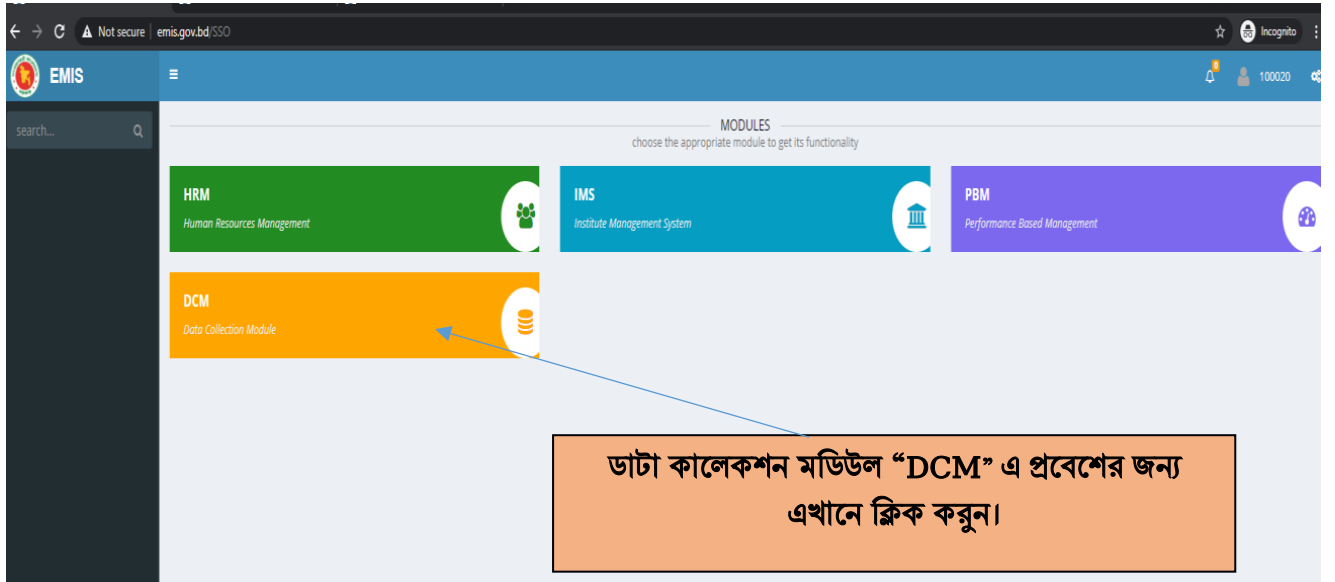 Not secure | emis.gov.bd/SSO
Incognito
EMIS
0
100020
search...
MODULES
choose the appropriate module to get its functionality
HRM
Human Resources Management
IMS
Institute Management System
PBM
Performance Based Management
DCM
Data Collection Module
ডাটা কালেকশন মডিউল “DCM” এ প্রবেশের জন্য
এখানে ক্লিক করুন।